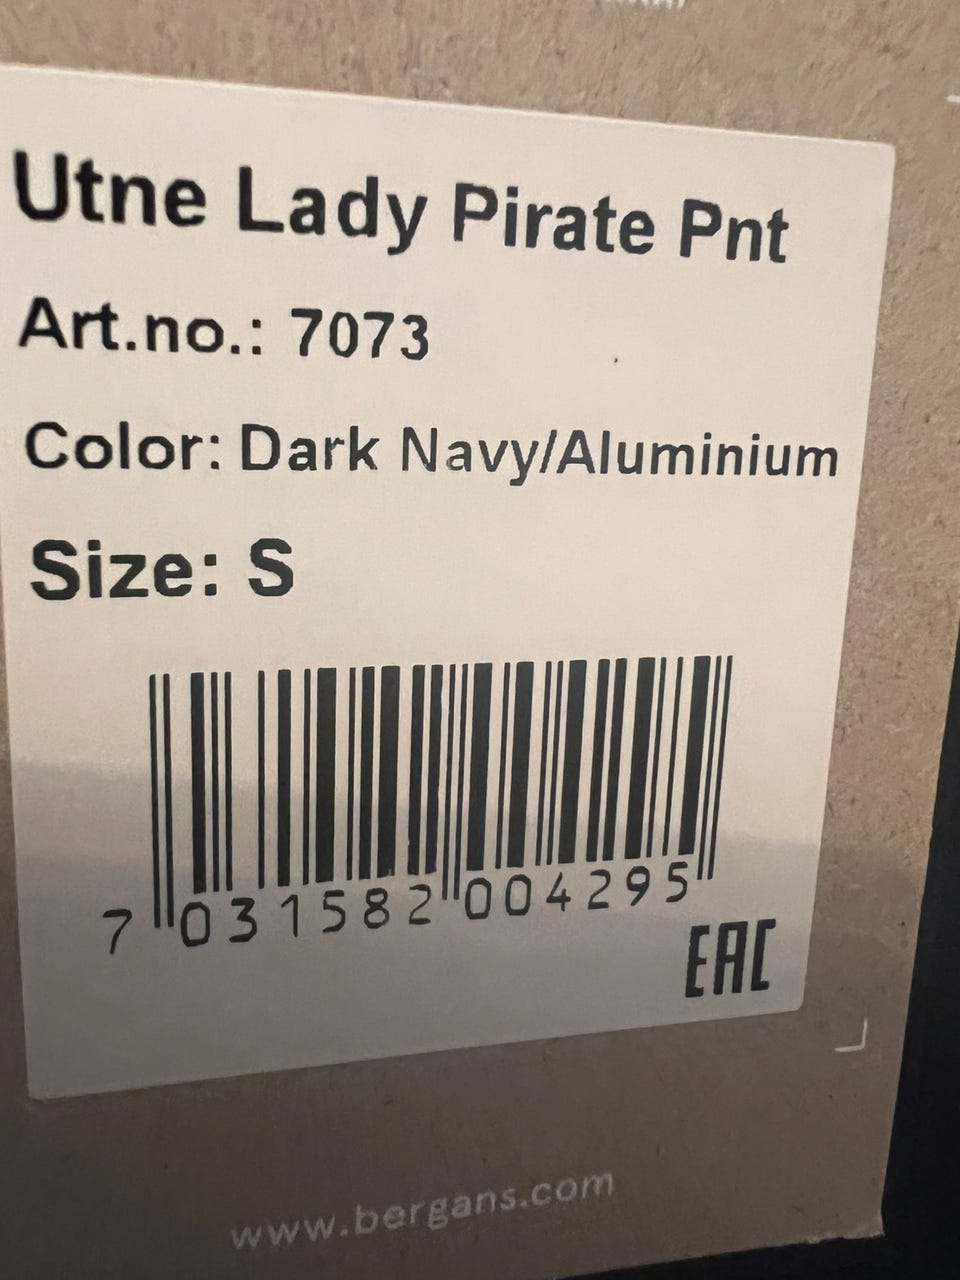 Utne Lady Pirate Pnt
Art.no.: 7073
Color: Dark Navy/Aluminium
Size: S
7 031582 004295
EAC
www.bergans.com